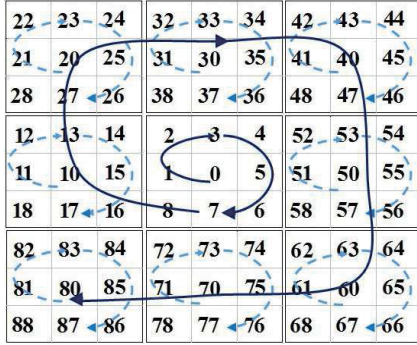 22 23 24 32 33 34 42 43 44
21 20 25 31 30 35 41 40 45
28 27 26 38 37 36 48 47 46
12 13 14 2 3 4 52 53 54
11 10 15 1 0 5 51 50 55
18 17 16 8 7 6 58 57 56
82 83 84 72 73 74 62 63 64
81 80 85 71 70 75 61 60 65
88 87 86 78 77 76 68 67 66